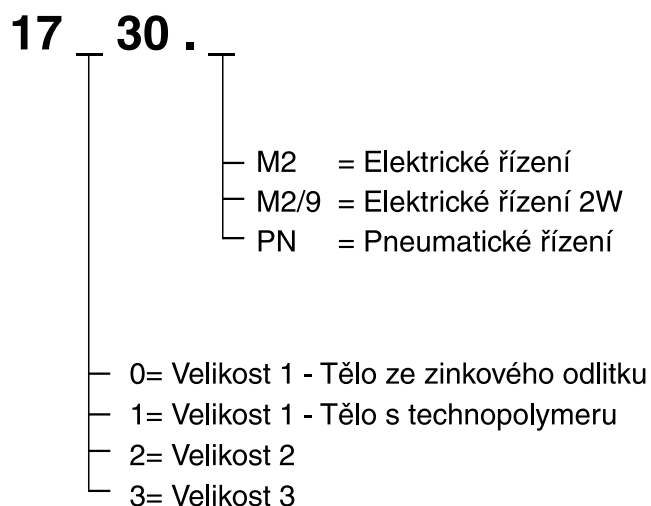 17 _ 30 . _
M2 = Elektrické řízení
M2/9 = Elektrické řízení 2W
PN = Pneumatické řízení
0= Velikost 1 - Tělo ze zinkového odlitku
1= Velikost 1 - Tělo s technopolymeru
2= Velikost 2
3= Velikost 3